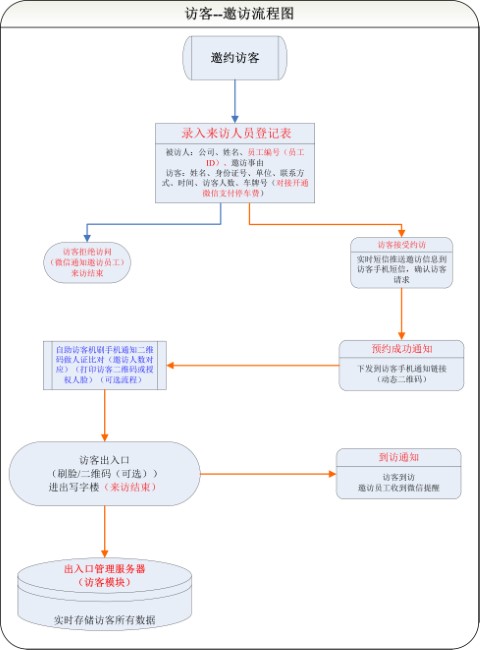 访客--邀访流程图
邀约访客
录入来访人员登记表
被访人：公司、姓名、员工编号（员工
ID）、邀访事由
访客：姓名、身份证号、单位、联系方
式、时间、访客人数、车牌号（对接开通
微信支付停车费）
访客拒绝访问
（微信通知邀访员工）
来访结束
访客接受约访
实时短信推送邀访信息到
访客手机短信，确认访客
请求
预约成功通知
下发到访客手机通知链接
（动态二维码）
自助访客机刷手机通知二维
码做人证比对（邀访人数对
应）（打印访客二维码或授
权人脸）（可选流程）
访客出入口
（刷脸/二维码（可选））
进出写字楼（来访结束）
到访通知
访客到访
邀访员工收到微信提醒
出入口管理服务器
（访客模块）
实时存储访客所有数据